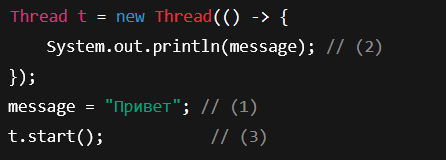 Thread t = new Thread(() -> {
    System.out.println(message); // (2)
});
message = "Привет"; // (1)
t.start();             // (3)